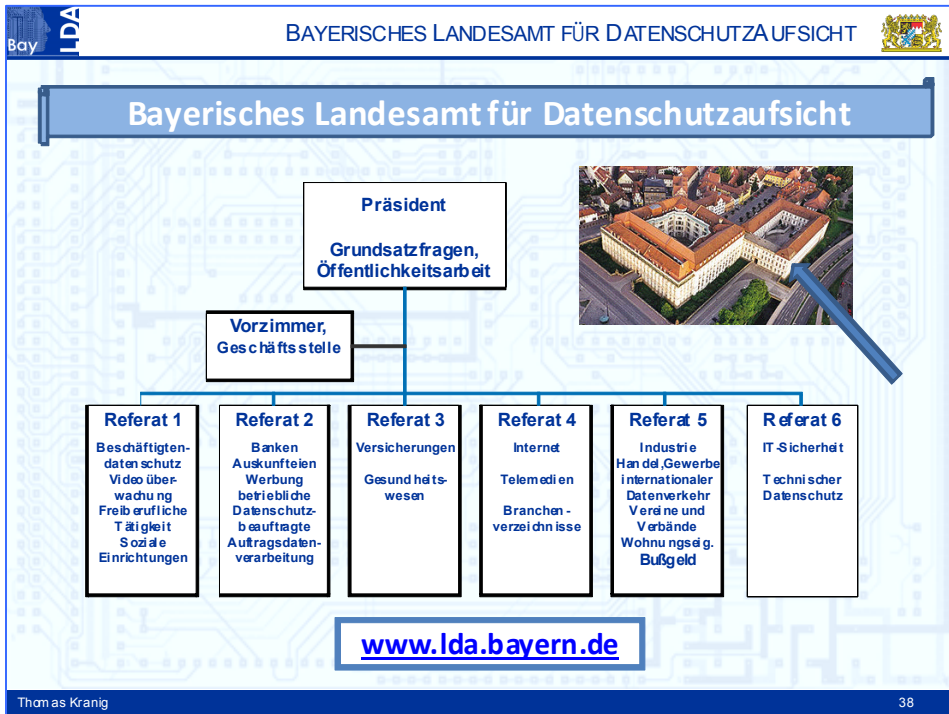 Bay
LDA
BAYERISCHES LANDESAMT FÜR DATENSCHUTZAUFSICHT
Bayerisches Landesamt für Datenschutzaufsicht
Präsident
Grundsatzfragen,
Öffentlichkeitsarbeit
Vorzimmer,
Geschäftsstelle
Referat 1
Beschäftigten-
datenschutz
Videoüber-
wachung
Freiberufliche
Tätigkeit
Soziale
Einrichtungen
Referat 2
Banken
Auskunfteien
Werbung
betriebliche
Datenschutz-
beauftragte
Auftragsdaten-
verarbeitung
Referat 3
Versicherungen
Gesundheits-
wesen
Referat 4
Internet
Telemedien
Branchen-
verzeichnisse
Referat 5
Industrie
Handel,Gewerbe
internationaler
Datenverkehr
Vereine und
Verbände
Wohnungseig.
Bußgeld
Referat 6
IT-Sicherheit
Technischer
Datenschutz
www.lda.bayern.de
Thomas Kranig
38